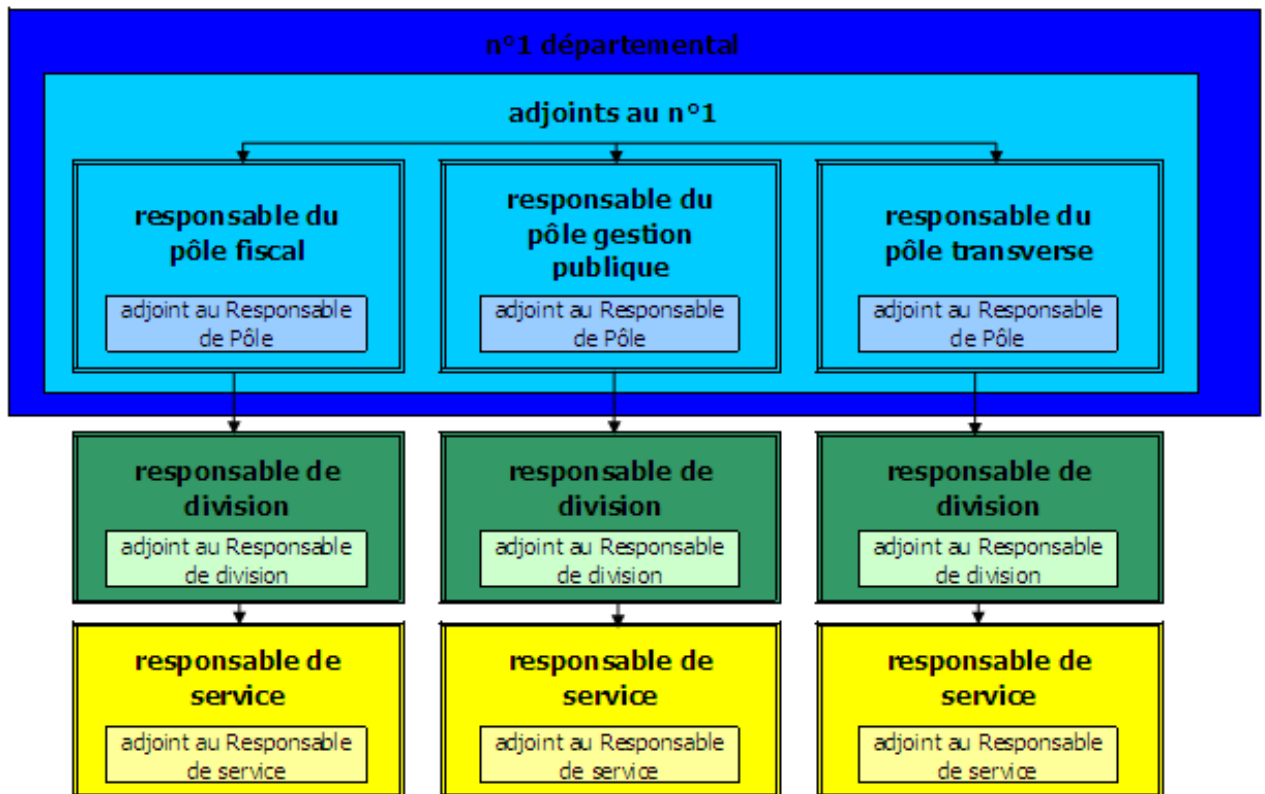 n°1 départemental
adjoints au n°1
responsable du
pôle fiscal
adjoint au Responsable
de Pôle
responsable du
pôle gestion
publique
adjoint au Responsable
de Pôle
responsable du
pôle transverse
adjoint au Responsable
de Pôle
responsable de
division
adjoint au Responsable
de division
responsable de
division
adjoint au Responsable
de division
responsable de
division
adjoint au Responsable
de division
responsable de
service
adjoint au Responsable
de service
responsable de
service
adjoint au Responsable
de service
responsable de
service
adjoint au Responsable
de service